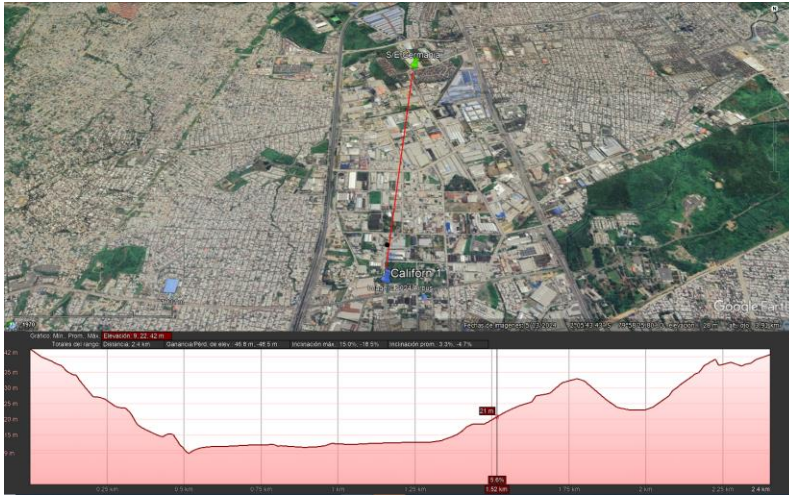 N
S/E Germania
Californ 1
Google Eart
1970
Gráfico: Mín., Prom., Máx. Elevación: 9, 22, 42 m
Totales del rango: Distancia: 2.4 km Ganancia/Pérd. de elev.: 46.8 m, -48.5 m Inclinación máx.: 15.0%, -18.5% Inclinación prom.: 3.3%, -4.7%
42 m
35 m
30 m
25 m
20 m
15 m
9 m
21 m
9.6%
0.25 km 0.5 km 0.75 km 1 km 1.25 km 1.52 km 1.75 km 2 km 2.25 km 2.4 km